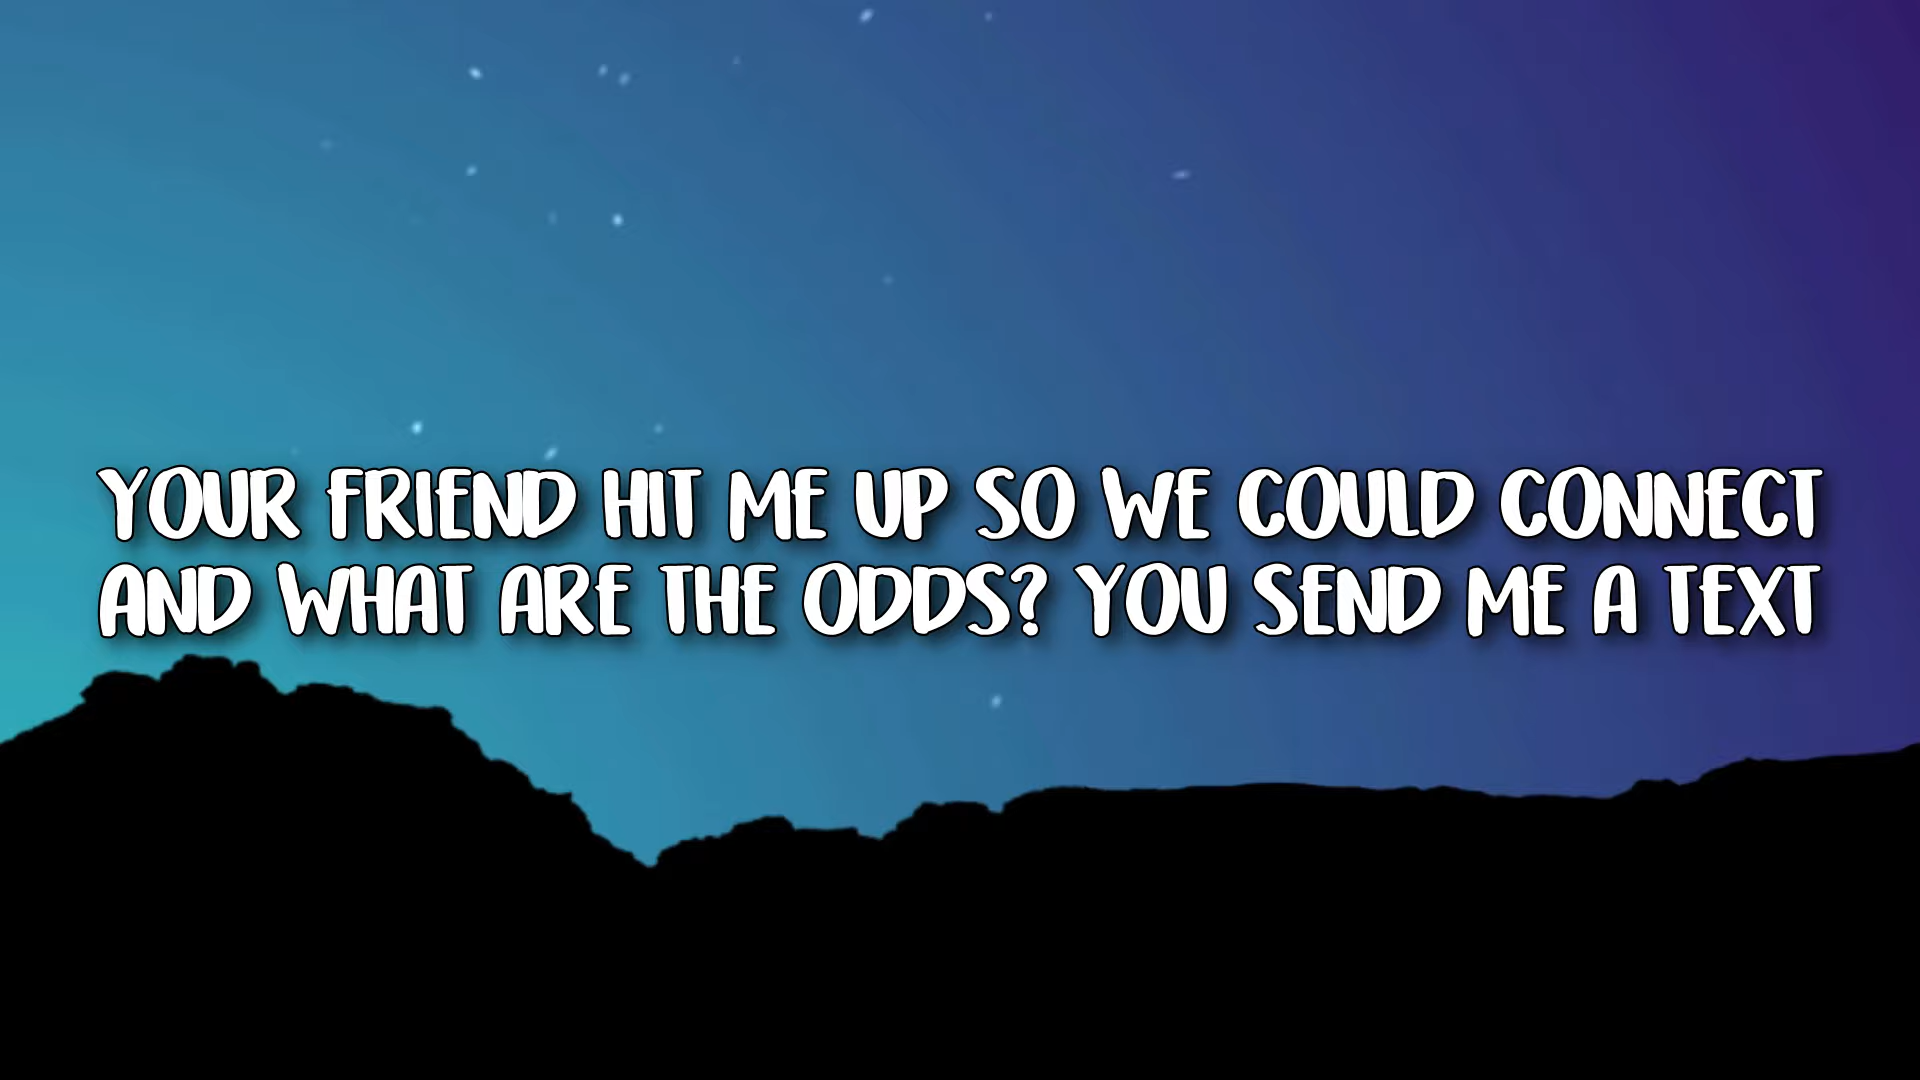 YOUR FRIEND HIT ME UP SO WE COULD CONNECT
AND WHAT ARE THE ODDS? YOU SEND ME A TEXT